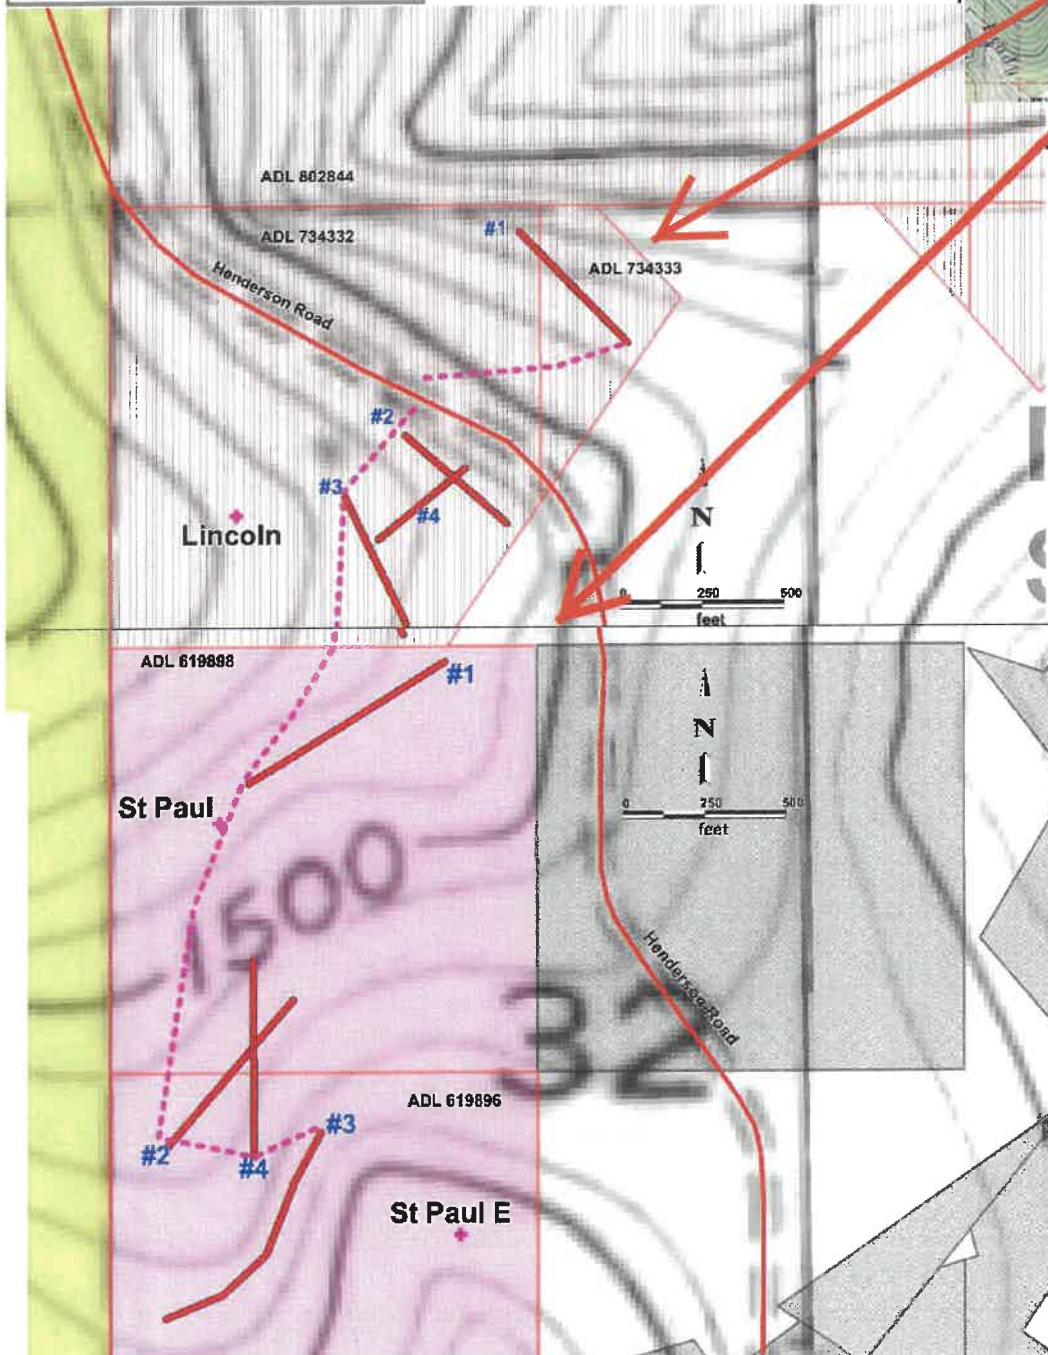 ADL 802844
ADL 734332
#1
ADL 734333
Henderson Road
#2
#3
#4
Lincoln
N
0 250 500
feet
ADL 619898
#1
N
St Paul
0 250 500
feet
1500
Henderson Road
32
ADL 619896
#3
#2
#4
St Paul E